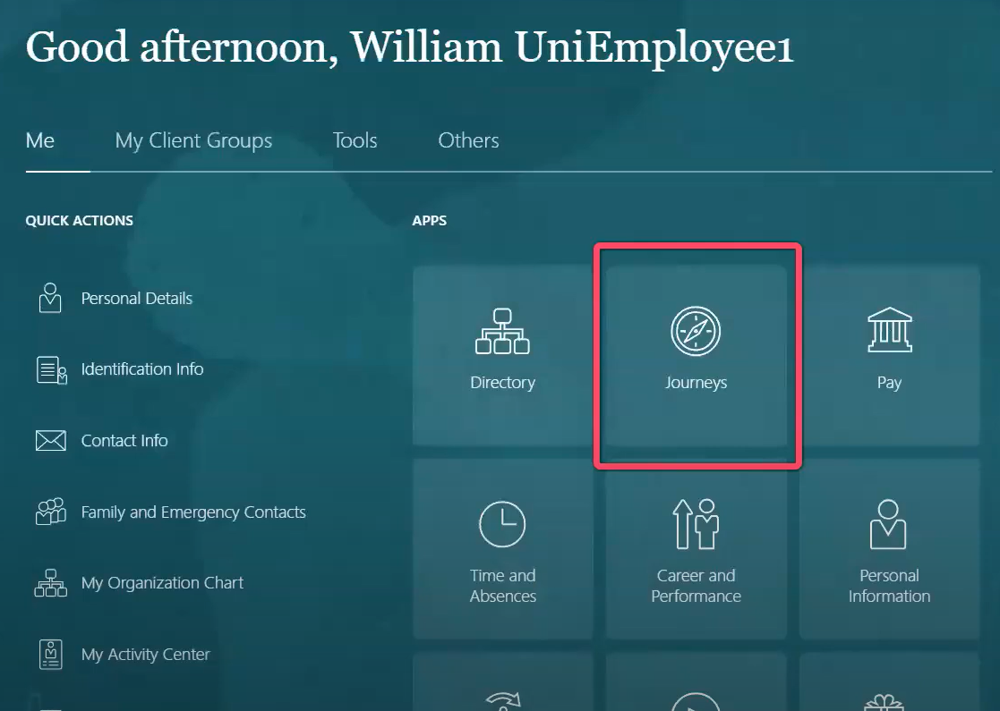 Good afternoon, William UniEmployee1
Me
My Client Groups
Tools
Others
QUICK ACTIONS
Personal Details
Identification Info
Contact Info
Family and Emergency Contacts
My Organization Chart
My Activity Center
APPS
Directory
Journeys
Pay
Time and
Absences
Career and
Performance
Personal
Information